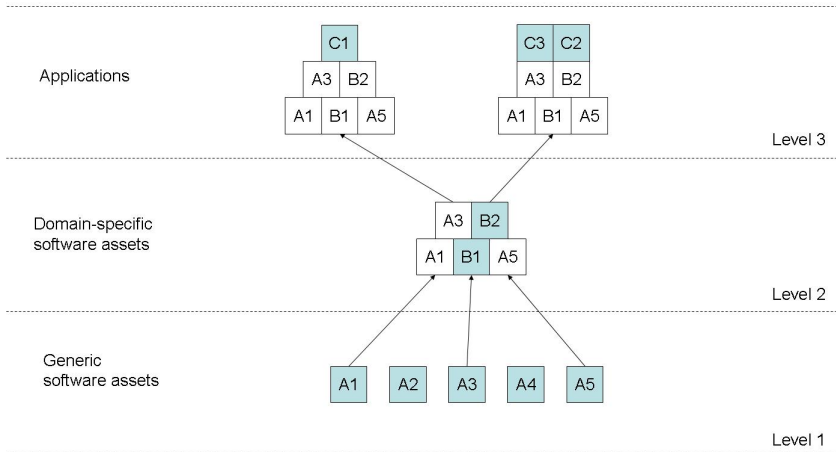 C1
C3 C2
Applications
A3 B2
A3 B2
A1 B1 A5
A1 B1 A5
Level 3
Domain-specific
software assets
A3 B2
A1 B1 A5
Level 2
Generic
software assets
A1 A2 A3 A4 A5
Level 1